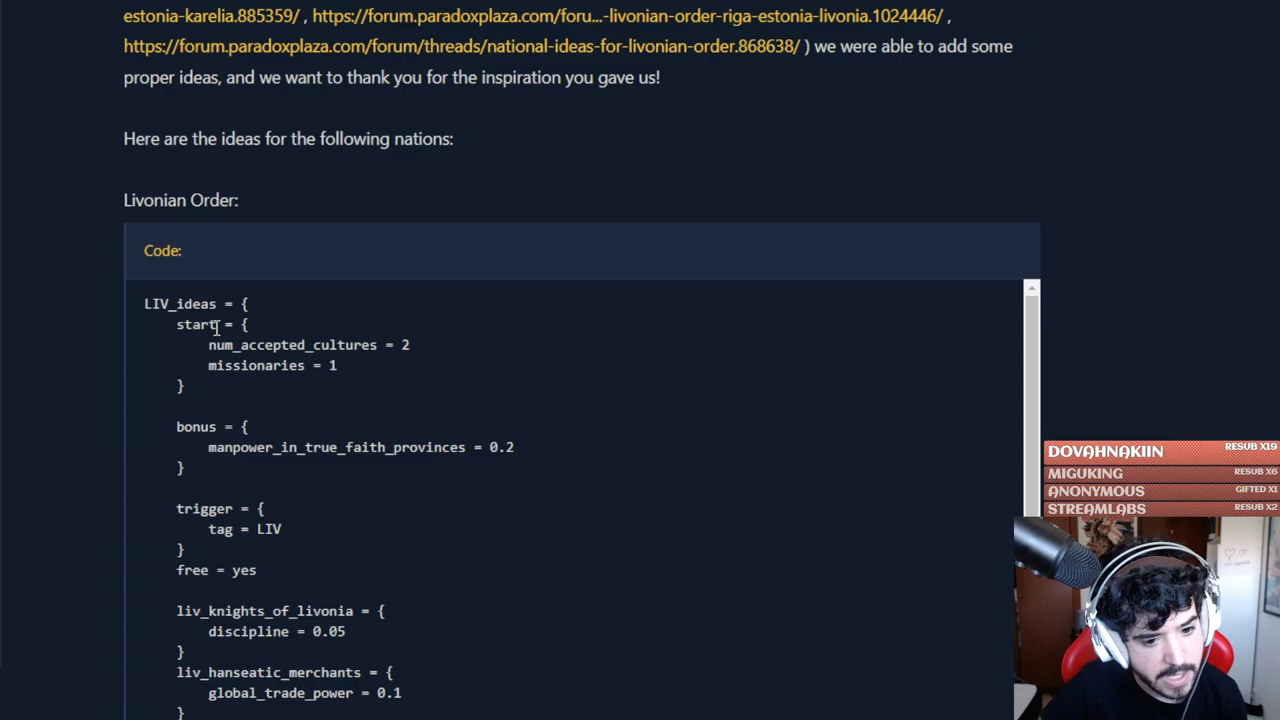 estonia-karelia.885359/ , https://forum.paradoxplaza.com/foru...-livonian-order-riga-estonia-livonia.1024446/ ,
https://forum.paradoxplaza.com/forum/threads/national-ideas-for-livonian-order.868638/ ) we were able to add some
proper ideas, and we want to thank you for the inspiration you gave us!
Here are the ideas for the following nations:
Livonian Order:
Code:
LIV_ideas = {
start = {
num_accepted_cultures = 2
missionaries = 1
}
bonus = {
manpower_in_true_faith_provinces = 0.2
}
trigger = {
tag = LIV
}
free = yes
liv_knights_of_livonia = {
discipline = 0.05
}
liv_hanseatic_merchants = {
global_trade_power = 0.1
}
DOVAHNAKIIN RESUB X19
MIGUKING RESUB X6
ANONYMOUS GIFTED X1
STREAMLABS RESUB X2